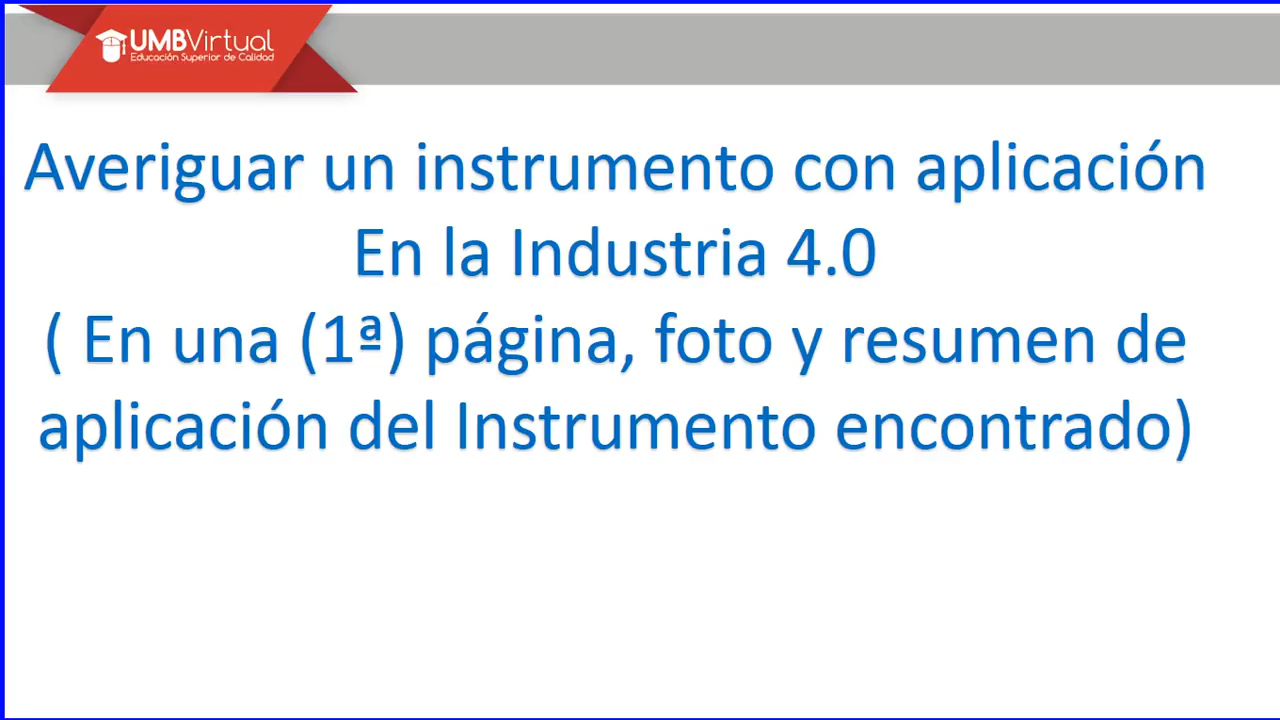 UMBVirtual
Educación Superior de Calidad
Averiguar un instrumento con aplicación
En la Industria 4.0
( En una (1ª) página, foto y resumen de
aplicación del Instrumento encontrado)